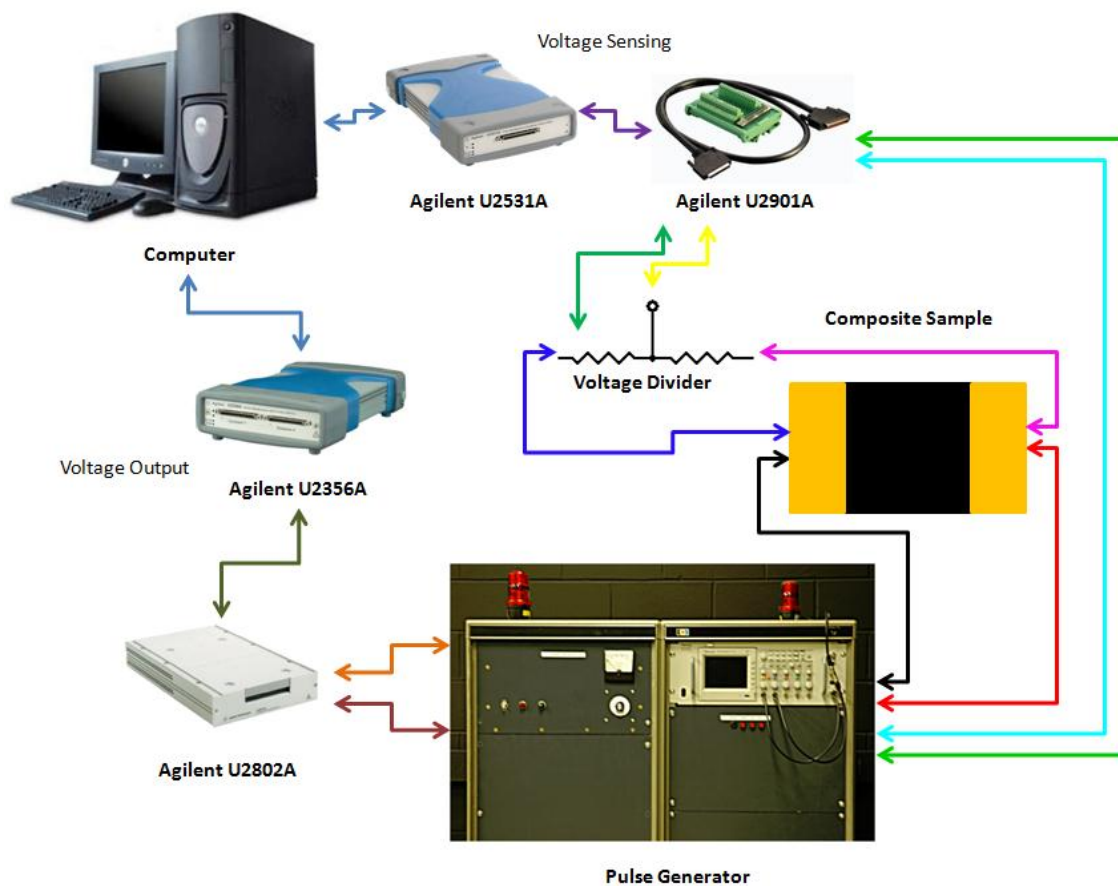 Voltage Sensing
Agilent U2531A
Agilent U2901A
Computer
Composite Sample
Voltage Divider
Voltage Output
Agilent U2356A
Agilent U2802A
Pulse Generator